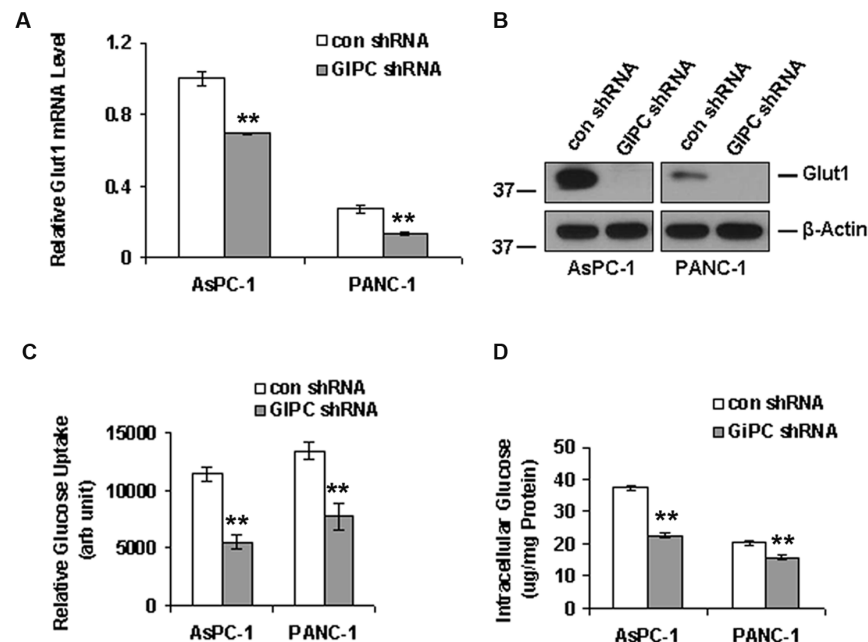 A
Relative Glut1 mRNA Level
1.2
0.8
0.4
0
con shRNA
GIPC shRNA
**
**
AsPC-1 PANC-1
B
con shRNA GIPC shRNA con shRNA GIPC shRNA
37
Glut1
37
β-Actin
AsPC-1 PANC-1
C
Relative Glucose Uptake
(arb unit)
con shRNA
GIPC shRNA
15000
10000
5000
0
**
**
AsPC-1 PANC-1
D
Intracellular Glucose
(ug/mg Protein)
con shRNA
GiPC shRNA
50
40
30
20
10
0
**
**
AsPC-1 PANC-1